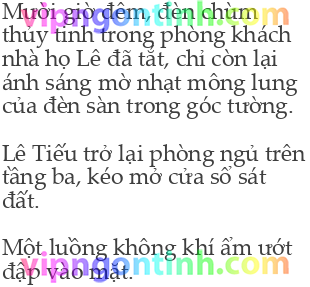 Mười giờ đêm, đèn chùm
thủy tinh trong phòng khách
nhà họ Lê đã tắt, chỉ còn lại
ánh sáng mờ nhạt mông lung
của đèn sàn trong góc tường.
Lê Tiếu trở lại phòng ngủ trên
tầng ba, kéo mở cửa sổ sát
đất.
Một luồng không khí ẩm ướt
đập vào mặt.
vipngontinh.com
vipngontinh.com